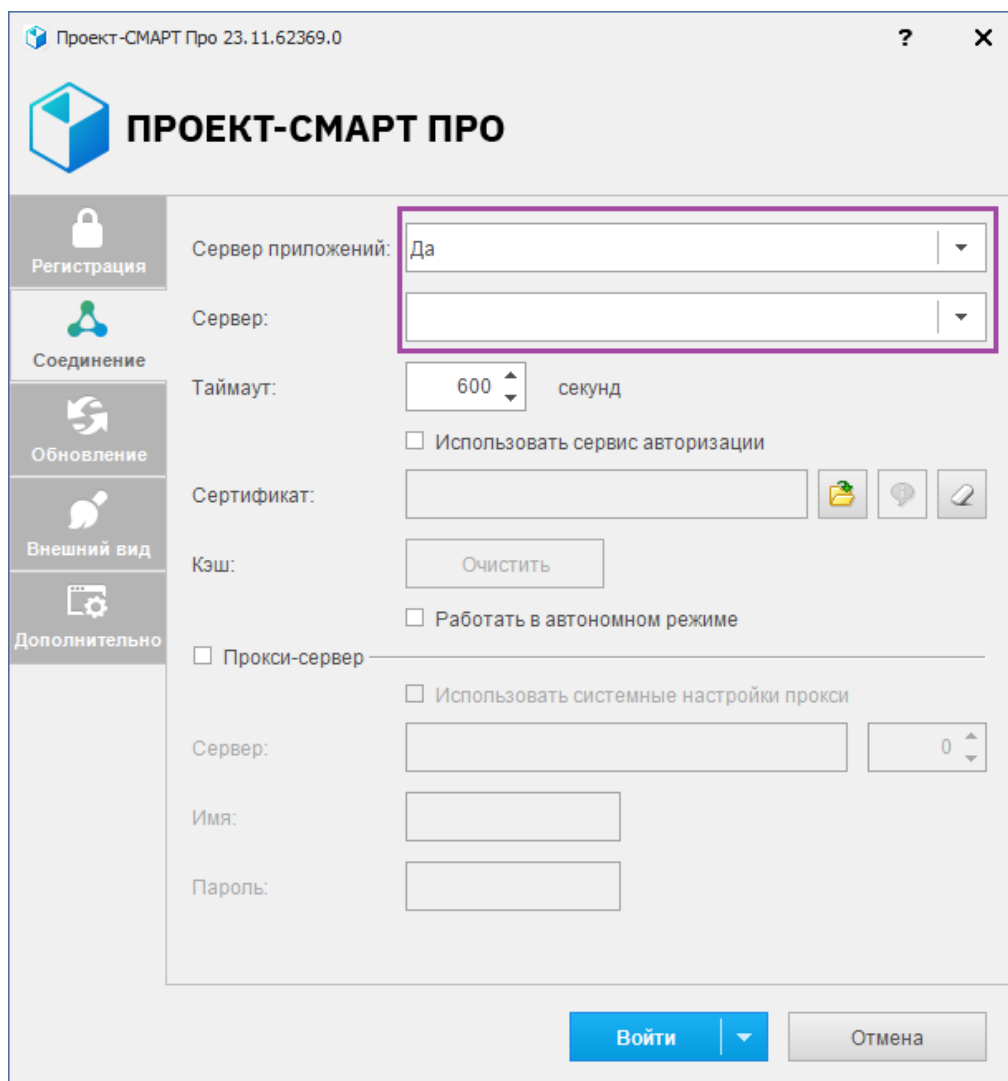 Проект-СМАРТ Про 23.11.62369.0 ?
ПРОЕКТ-СМАРТ ПРО
Регистрация
Соединение
Обновление
Внешний вид
Дополнительно
Сервер приложений: Да
Сервер:
Таймаут: 600 секунд
Использовать сервис авторизации
Сертификат:
Кэш: Очистить
Работать в автономном режиме
Прокси-сервер
Использовать системные настройки прокси
Сервер: 0
Имя:
Пароль:
Войти Отмена